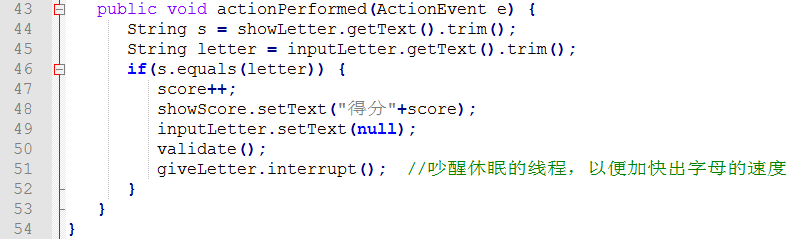 43 public void actionPerformed(ActionEvent e) {
44 String s = showLetter.getText().trim();
45 String letter = inputLetter.getText().trim();
46 if(s.equals(letter)) {
47 score++;
48 showScore.setText("得分"+score);
49 inputLetter.setText(null);
50 validate();
51 giveLetter.interrupt(); //吵醒休眠的线程，以便加快出字母的速度
52 }
53 }
54 }